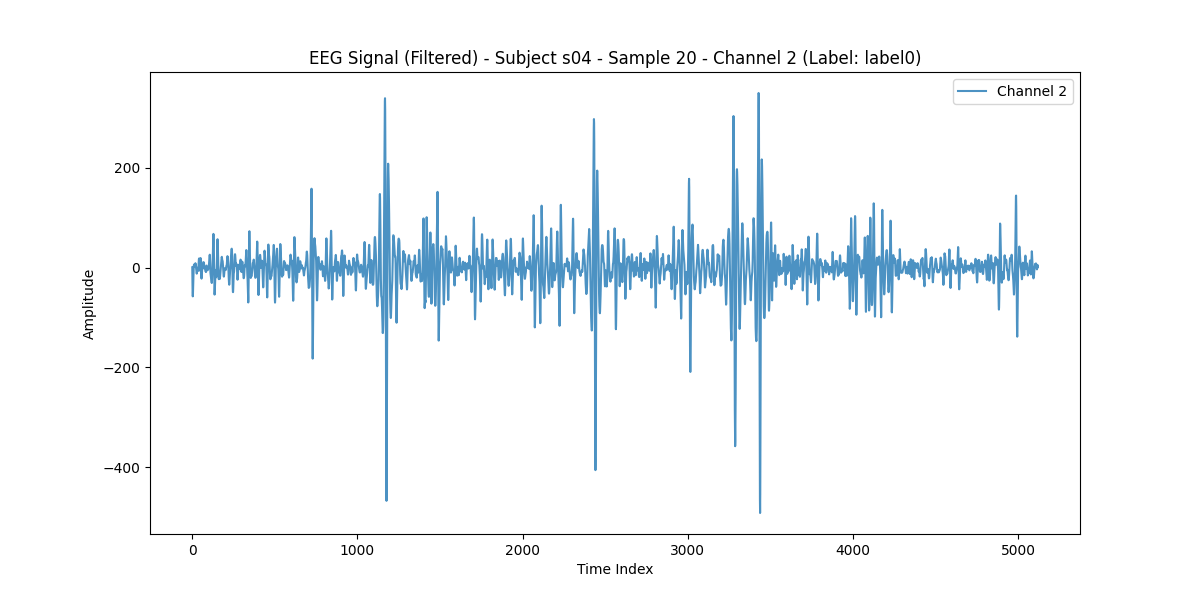 EEG Signal (Filtered) - Subject s04 - Sample 20 - Channel 2 (Label: label0)
Channel 2
200
0
−200
−400
Amplitude
0 1000 2000 3000 4000 5000
Time Index